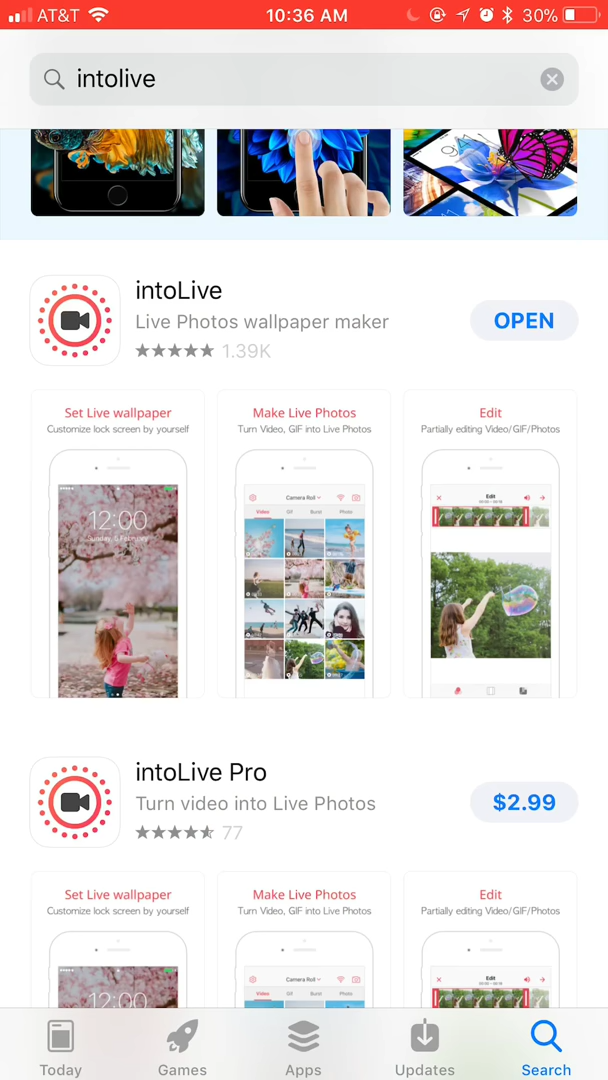 AT&T 10:36 AM 30%
intolive
intoLive
Live Photos wallpaper maker
OPEN
1.39K
Set Live wallpaper
Customize lock screen by yourself
12:00
Make Live Photos
Turn Video, GIF into Live Photos
Camera Roll
Video Gif Burst Photo
Edit
Partially editing Video/GIF/Photos
Edit
intoLive Pro
Turn video into Live Photos
$2.99
77
Set Live wallpaper
Customize lock screen by yourself
12:00
Make Live Photos
Turn Video, GIF into Live Photos
Camera Roll
Video Gif Burst Photo
Edit
Partially editing Video/GIF/Photos
Edit
Today Games Apps Updates Search